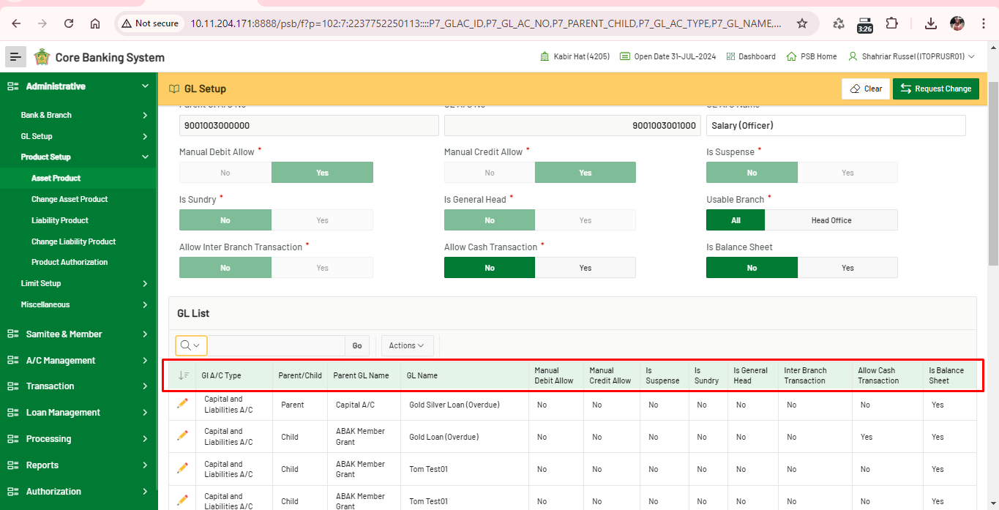 Not secure
10.11.204.171:8888/psb/f?p=102:7:2237752250113::::P7_GLAC_ID,P7_GL_AC_NO,P7_PARENT_CHILD,P7_GL_AC_TYPE,P7_GL_NAME,...
3:26
Core Banking System
Kabir Hat (4205)
Open Date 31-JUL-2024
Dashboard
PSB Home
Shahriar Russel (ITOPRUSR01)
Administrative
Bank & Branch
GL Setup
Product Setup
Asset Product
Change Asset Product
Liability Product
Change Liability Product
Product Authorization
Limit Setup
Miscellaneous
Samitee & Member
A/C Management
Transaction
Loan Management
Processing
Reports
Authorization
GL Setup
Clear
Request Change
9001003000000
9001003001000
Salary (Officer)
Manual Debit Allow *
Manual Credit Allow *
Is Suspense *
No Yes
No Yes
No Yes
Is Sundry *
Is General Head *
Usable Branch *
No Yes
No Yes
All Head Office
Allow Inter Branch Transaction *
Allow Cash Transaction *
Is Balance Sheet
No Yes
No Yes
No Yes
GL List
Go
Actions
Gl A/C Type
Parent/Child
Parent GL Name
GL Name
Manual
Debit Allow
Manual
Credit Allow
Is
Suspense
Is
Sundry
Is General
Head
Inter Branch
Transaction
Allow Cash
Transaction
Is Balance
Sheet
Capital and
Liabilities A/C
Parent
Capital A/C
Gold Silver Loan (Overdue)
No No No No No No No Yes
Capital and
Liabilities A/C
Child
ABAK Member
Grant
Gold Loan (Overdue)
No No No No No No Yes Yes
Capital and
Liabilities A/C
Child
ABAK Member
Grant
Tom Test01
No No No No No No No Yes
Capital and
Liabilities A/C
Child
ABAK Member
Grant
Tom Test01
No No No No No No No Yes